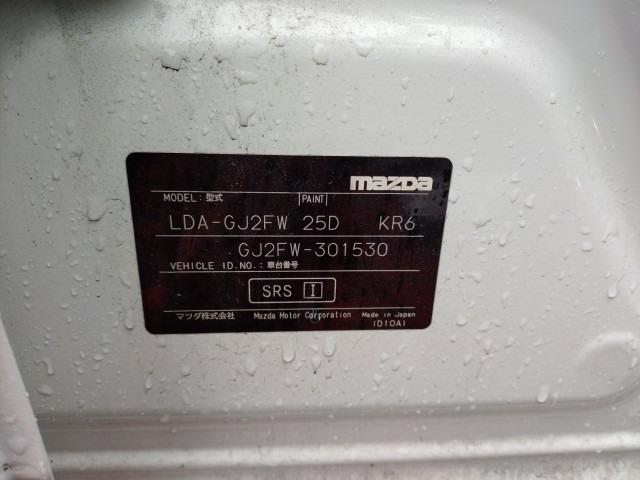 mazda
MODEL: 型式 PAINT
LDA-GJ2FW 25D KR6
GJ2FW-301530
VEHICLE ID.NO.: 車台番号
SRS I
マツダ株式会社 Mazda Motor Corporation Made in Japan
(D10A)